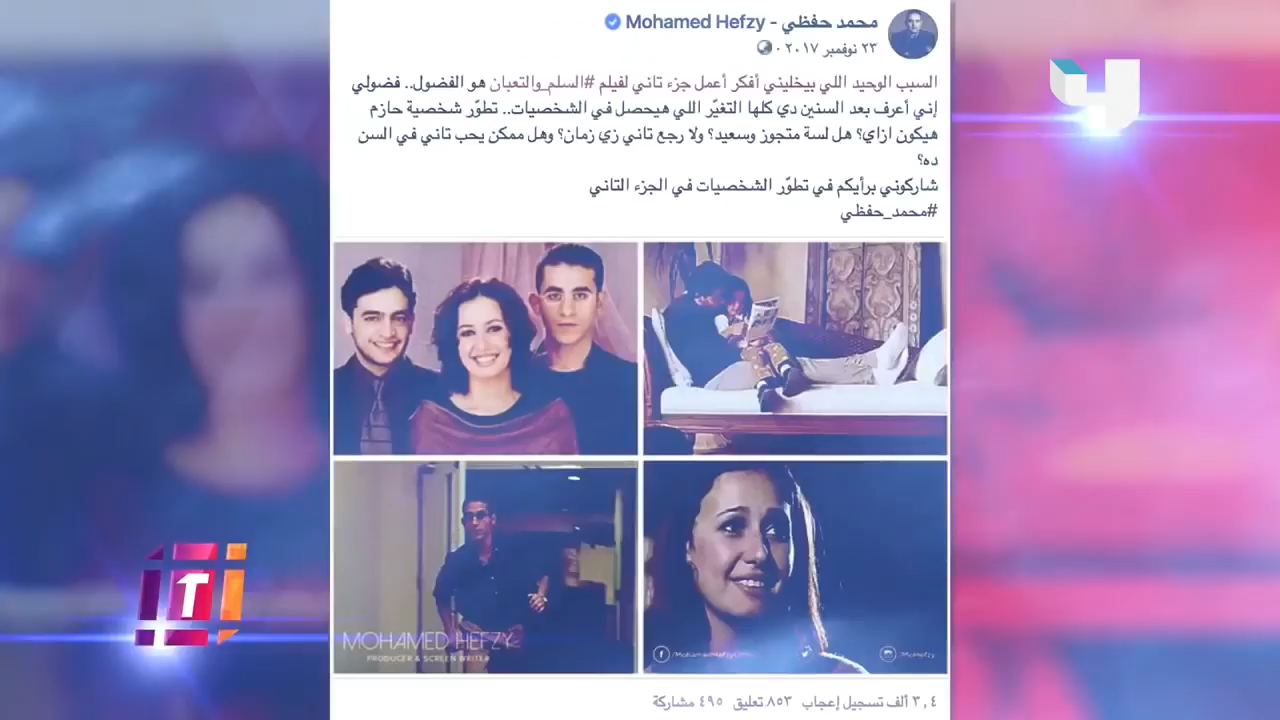 محمد حفظي - Mohamed Hefzy
٢٣ نوفمبر ٢٠١٧ ·
السبب الوحيد اللي بيخليني أفكر أعمل جزء تاني لفيلم #السلم_والتعبان هو الفضول.. فضولي
إني أعرف بعد السنين دي كلها التغيّر اللي هيحصل في الشخصيات.. تطوّر شخصية حازم
هيكون ازاي؟ هل لسة متجوز وسعيد؟ ولا رجع تاني زي زمان؟ وهل ممكن يحب تاني في السن
ده؟
شاركوني برأيكم في تطوّر الشخصيات في الجزء التاني
#محمد_حفظي
MOHAMED HEFZY
PRODUCER & SCREEN WRITER
/MoHefzy
٣,٤ ألف تسجيل إعجاب ٨٥٣ تعليق ٤٩٥ مشاركة
T